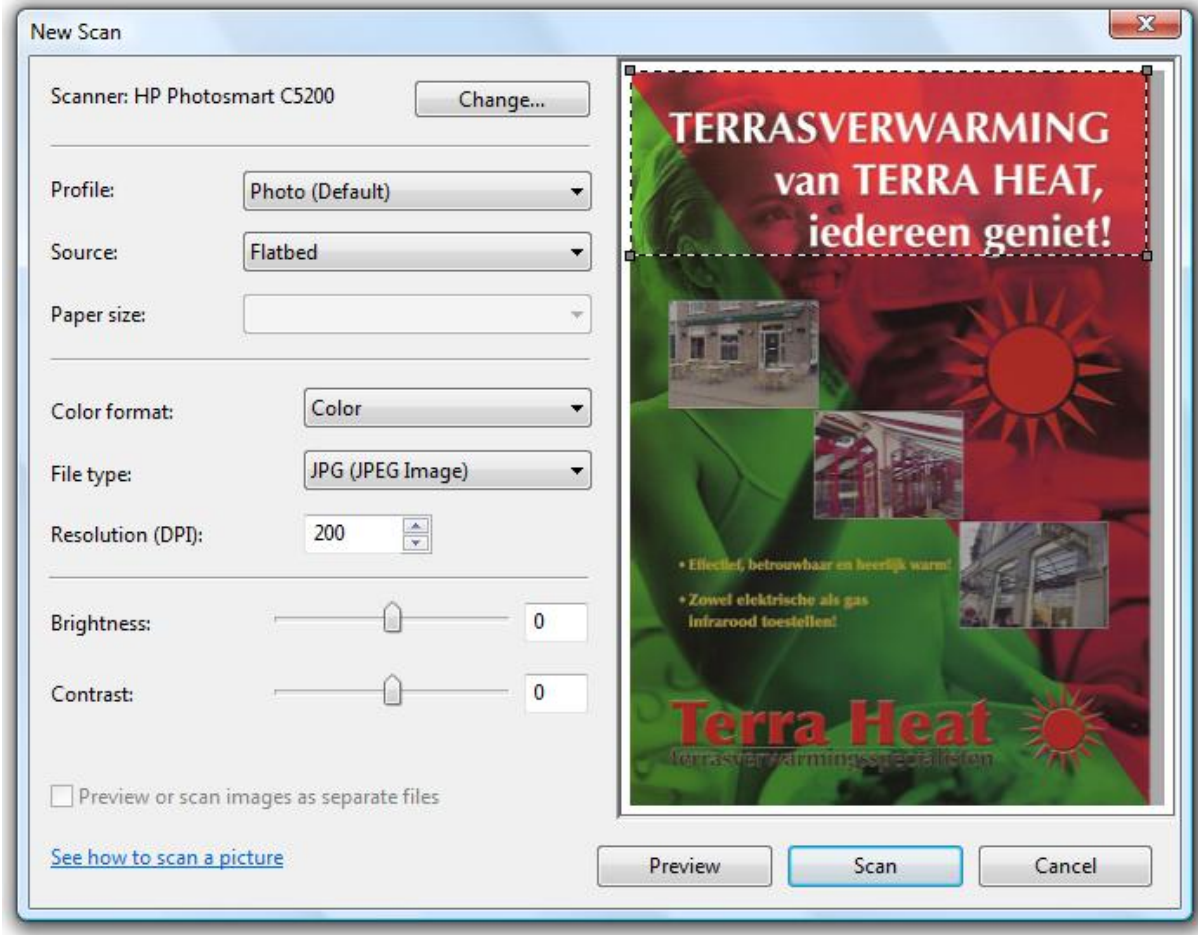 New Scan
X
Scanner: HP Photosmart C5200
Change...
Profile:
Photo (Default)
Source:
Flatbed
Paper size:
Color format:
Color
File type:
JPG (JPEG Image)
Resolution (DPI):
200
Brightness:
0
Contrast:
0
Preview or scan images as separate files
See how to scan a picture
TERRASVERWARMING
van TERRA HEAT,
iedereen geniet!
• Effectief, betrouwbaar en heerlijk warm!
• Zowel elektrische als gas
infrarood toestellen!
Terra Heat
terrasverwarmingsspecialisten
Preview
Scan
Cancel